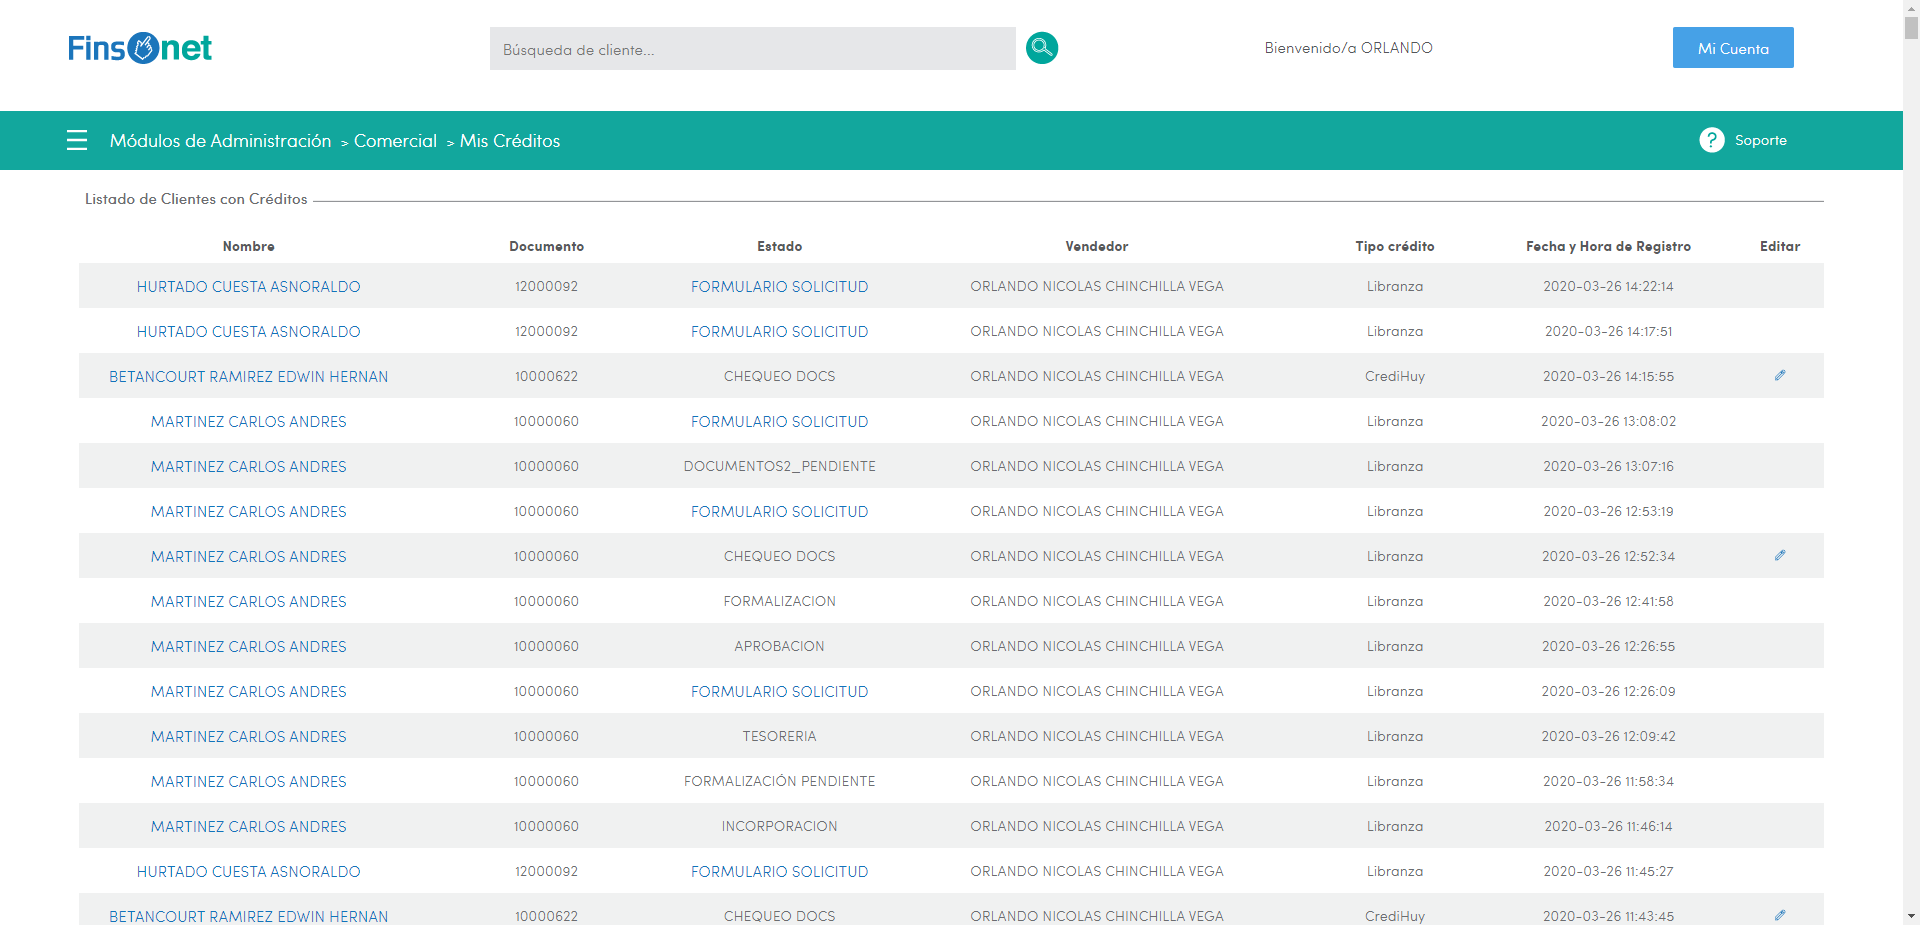 Finsonet
Búsqueda de cliente...
Bienvenido/a ORLANDO
Mi Cuenta
Módulos de Administración > Comercial > Mis Créditos
? Soporte
Listado de Clientes con Créditos
Nombre Documento Estado Vendedor Tipo crédito Fecha y Hora de Registro Editar
HURTADO CUESTA ASNORALDO 12000092 FORMULARIO SOLICITUD ORLANDO NICOLAS CHINCHILLA VEGA Libranza 2020-03-26 14:22:14
HURTADO CUESTA ASNORALDO 12000092 FORMULARIO SOLICITUD ORLANDO NICOLAS CHINCHILLA VEGA Libranza 2020-03-26 14:17:51
BETANCOURT RAMIREZ EDWIN HERNAN 10000622 CHEQUEO DOCS ORLANDO NICOLAS CHINCHILLA VEGA CrediHuy 2020-03-26 14:15:55
MARTINEZ CARLOS ANDRES 10000060 FORMULARIO SOLICITUD ORLANDO NICOLAS CHINCHILLA VEGA Libranza 2020-03-26 13:08:02
MARTINEZ CARLOS ANDRES 10000060 DOCUMENTOS2_PENDIENTE ORLANDO NICOLAS CHINCHILLA VEGA Libranza 2020-03-26 13:07:16
MARTINEZ CARLOS ANDRES 10000060 FORMULARIO SOLICITUD ORLANDO NICOLAS CHINCHILLA VEGA Libranza 2020-03-26 12:53:19
MARTINEZ CARLOS ANDRES 10000060 CHEQUEO DOCS ORLANDO NICOLAS CHINCHILLA VEGA Libranza 2020-03-26 12:52:34
MARTINEZ CARLOS ANDRES 10000060 FORMALIZACION ORLANDO NICOLAS CHINCHILLA VEGA Libranza 2020-03-26 12:41:58
MARTINEZ CARLOS ANDRES 10000060 APROBACION ORLANDO NICOLAS CHINCHILLA VEGA Libranza 2020-03-26 12:26:55
MARTINEZ CARLOS ANDRES 10000060 FORMULARIO SOLICITUD ORLANDO NICOLAS CHINCHILLA VEGA Libranza 2020-03-26 12:26:09
MARTINEZ CARLOS ANDRES 10000060 TESORERIA ORLANDO NICOLAS CHINCHILLA VEGA Libranza 2020-03-26 12:09:42
MARTINEZ CARLOS ANDRES 10000060 FORMALIZACIÓN PENDIENTE ORLANDO NICOLAS CHINCHILLA VEGA Libranza 2020-03-26 11:58:34
MARTINEZ CARLOS ANDRES 10000060 INCORPORACION ORLANDO NICOLAS CHINCHILLA VEGA Libranza 2020-03-26 11:46:14
HURTADO CUESTA ASNORALDO 12000092 FORMULARIO SOLICITUD ORLANDO NICOLAS CHINCHILLA VEGA Libranza 2020-03-26 11:45:27
BETANCOURT RAMIREZ EDWIN HERNAN 10000622 CHEQUEO DOCS ORLANDO NICOLAS CHINCHILLA VEGA CrediHuy 2020-03-26 11:43:45